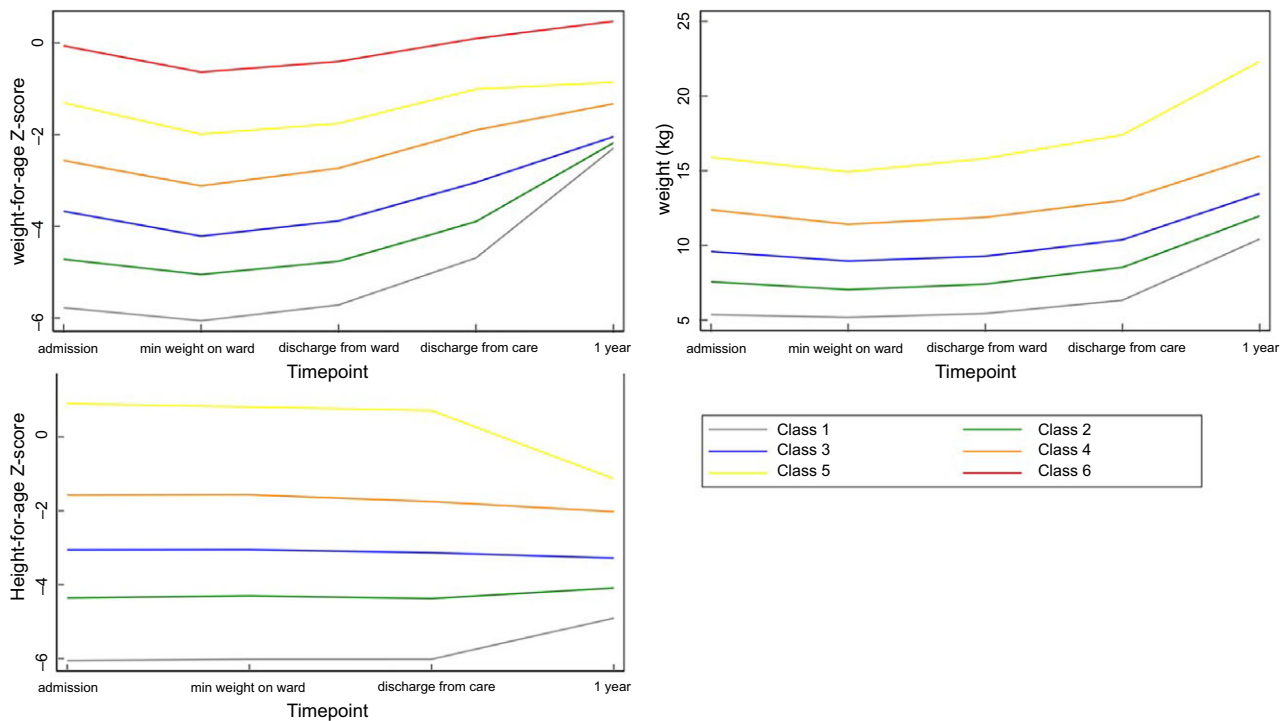 weight-for-age Z-score
0
−2
−4
−6
admission
min weight on ward
discharge from ward
discharge from care
1 year
Timepoint
weight (kg)
25
20
15
10
5
admission
min weight on ward
discharge from ward
discharge from care
1 year
Timepoint
Height-for-age Z-score
0
−2
−4
−6
admission
min weight on ward
discharge from care
1 year
Timepoint
Class 1
Class 2
Class 3
Class 4
Class 5
Class 6